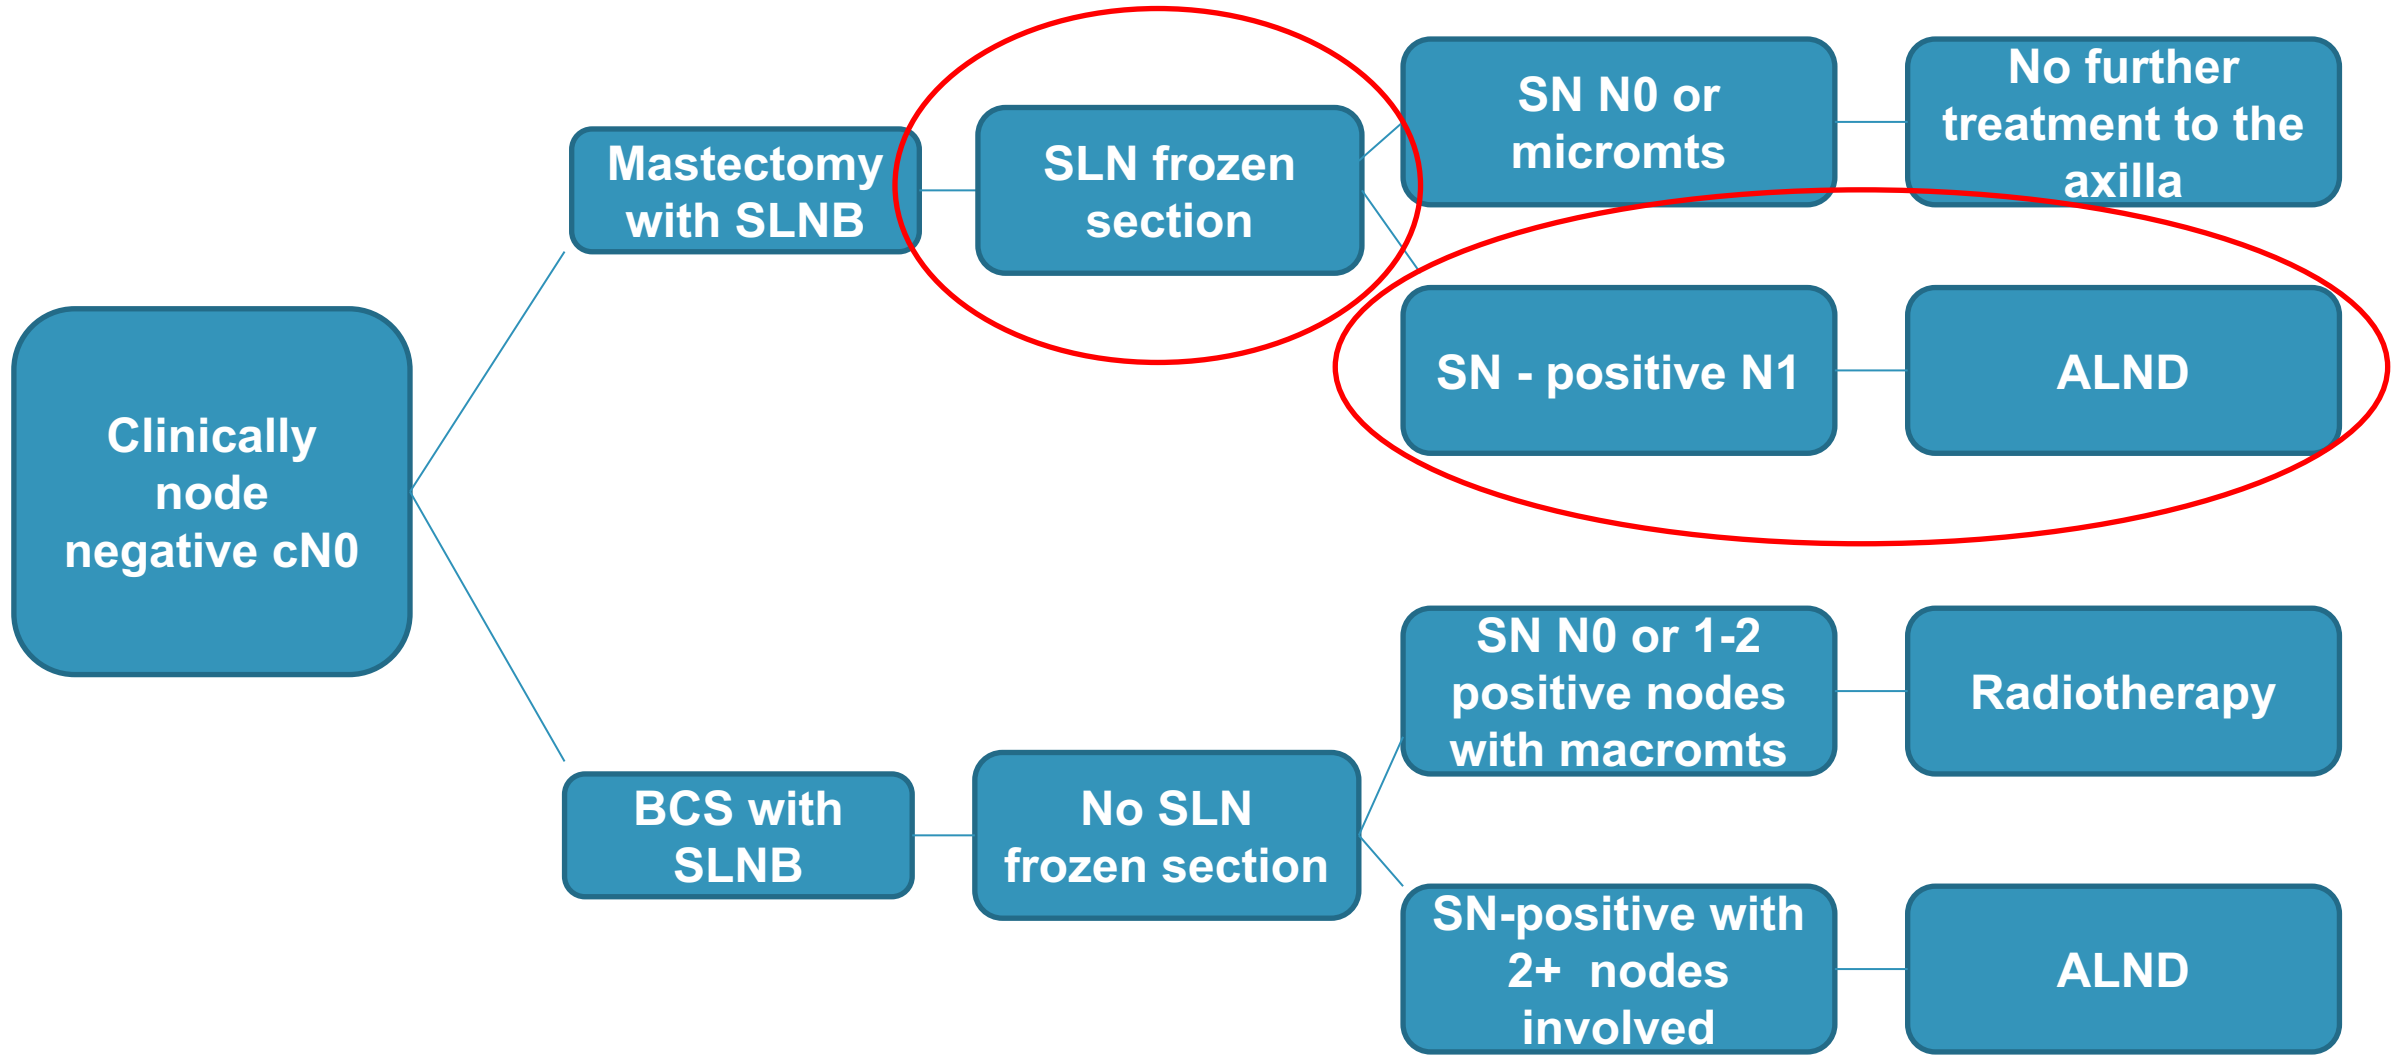 Clinically
node
negative cN0
Mastectomy
with SLNB
SLN frozen
section
SN N0 or
micromts
No further
treatment to the
axilla
SN - positive N1
ALND
BCS with
SLNB
No SLN
frozen section
SN N0 or 1-2
positive nodes
with macromts
Radiotherapy
SN-positive with
2+ nodes
involved
ALND